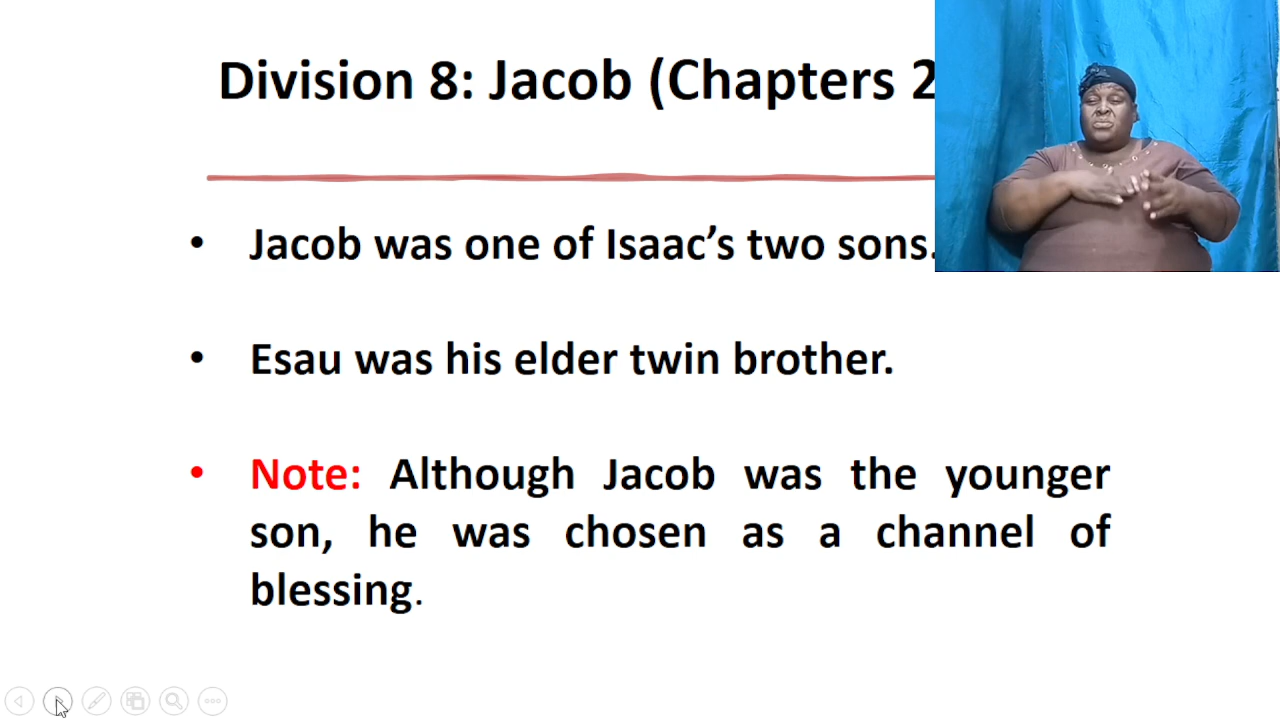 Division 8: Jacob (Chapters 2
• Jacob was one of Isaac’s two sons.
• Esau was his elder twin brother.
• Note: Although Jacob was the younger
son, he was chosen as a channel of
blessing.